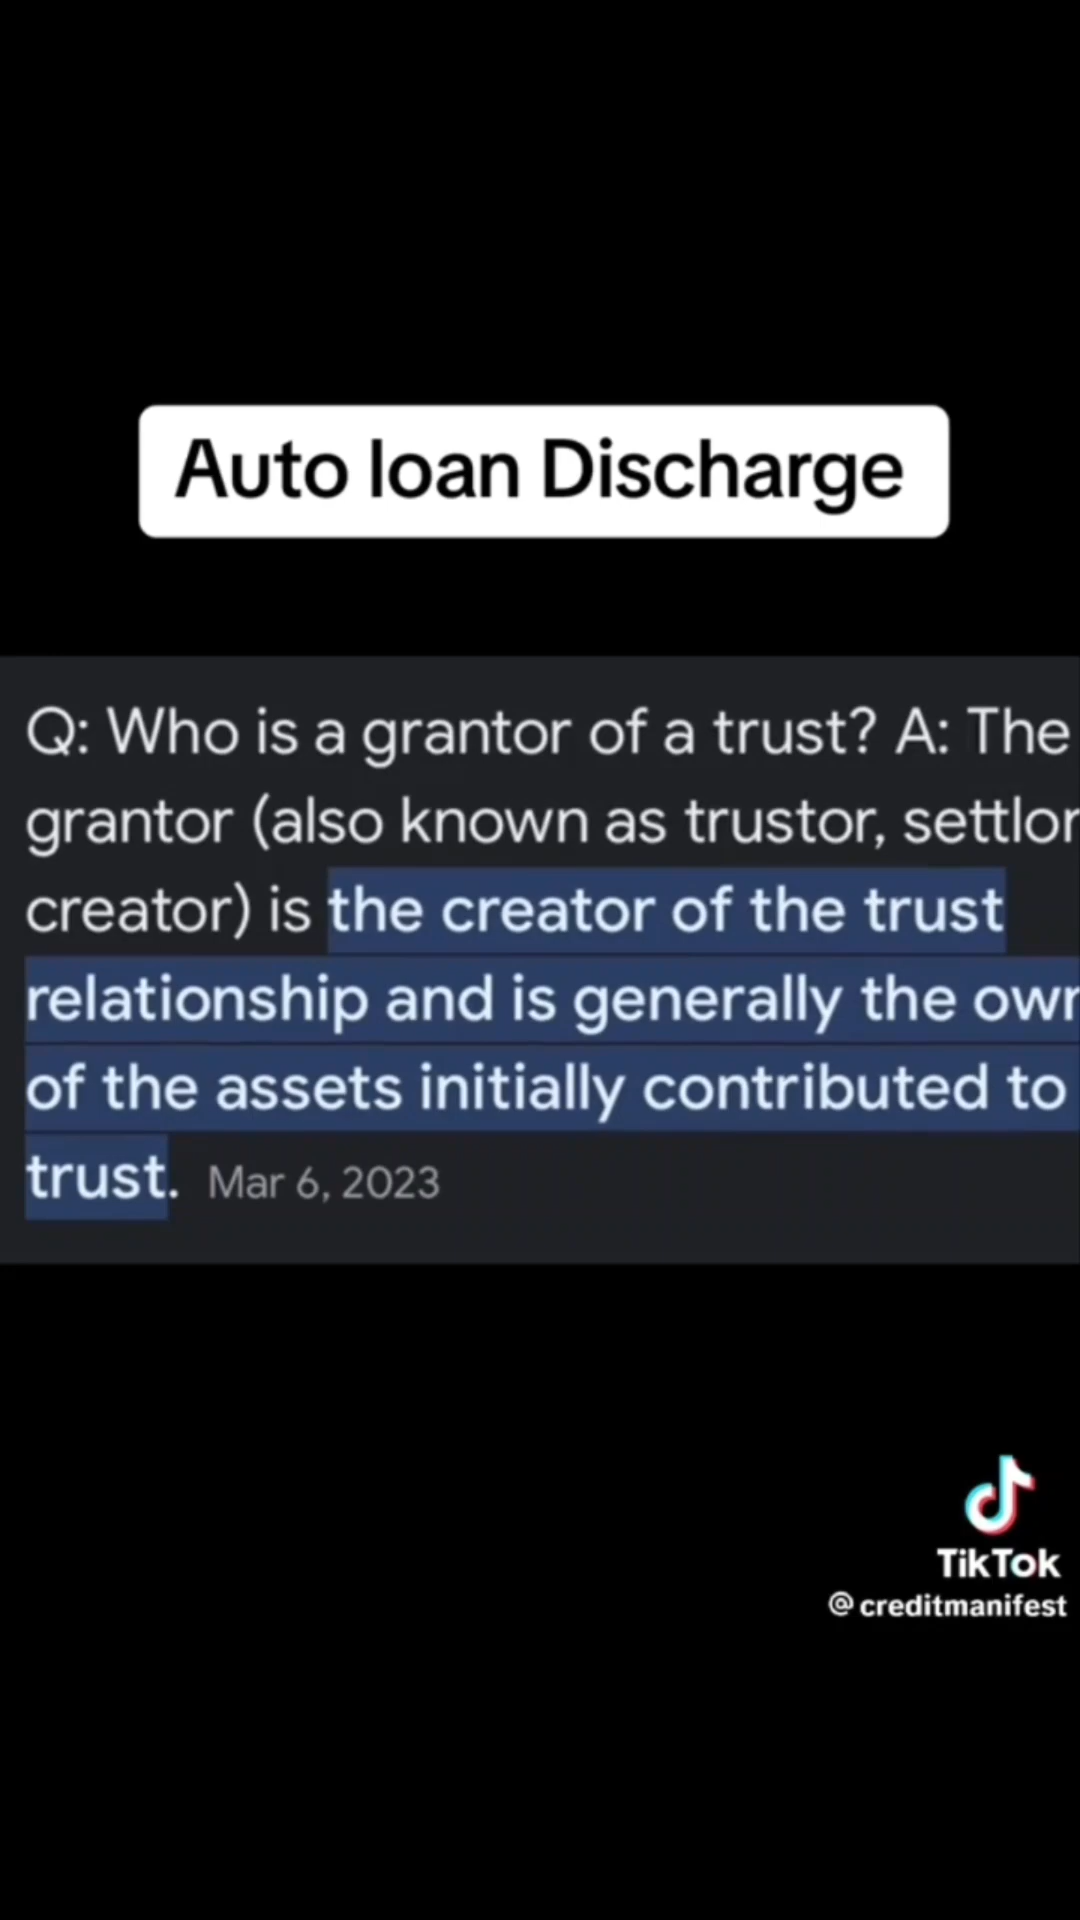 Auto loan Discharge
Q: Who is a grantor of a trust? A: The
grantor (also known as trustor, settlor
creator) is the creator of the trust
relationship and is generally the
of the assets initially contributed to
trust. Mar 6, 2023
TikTok
@creditmanifest